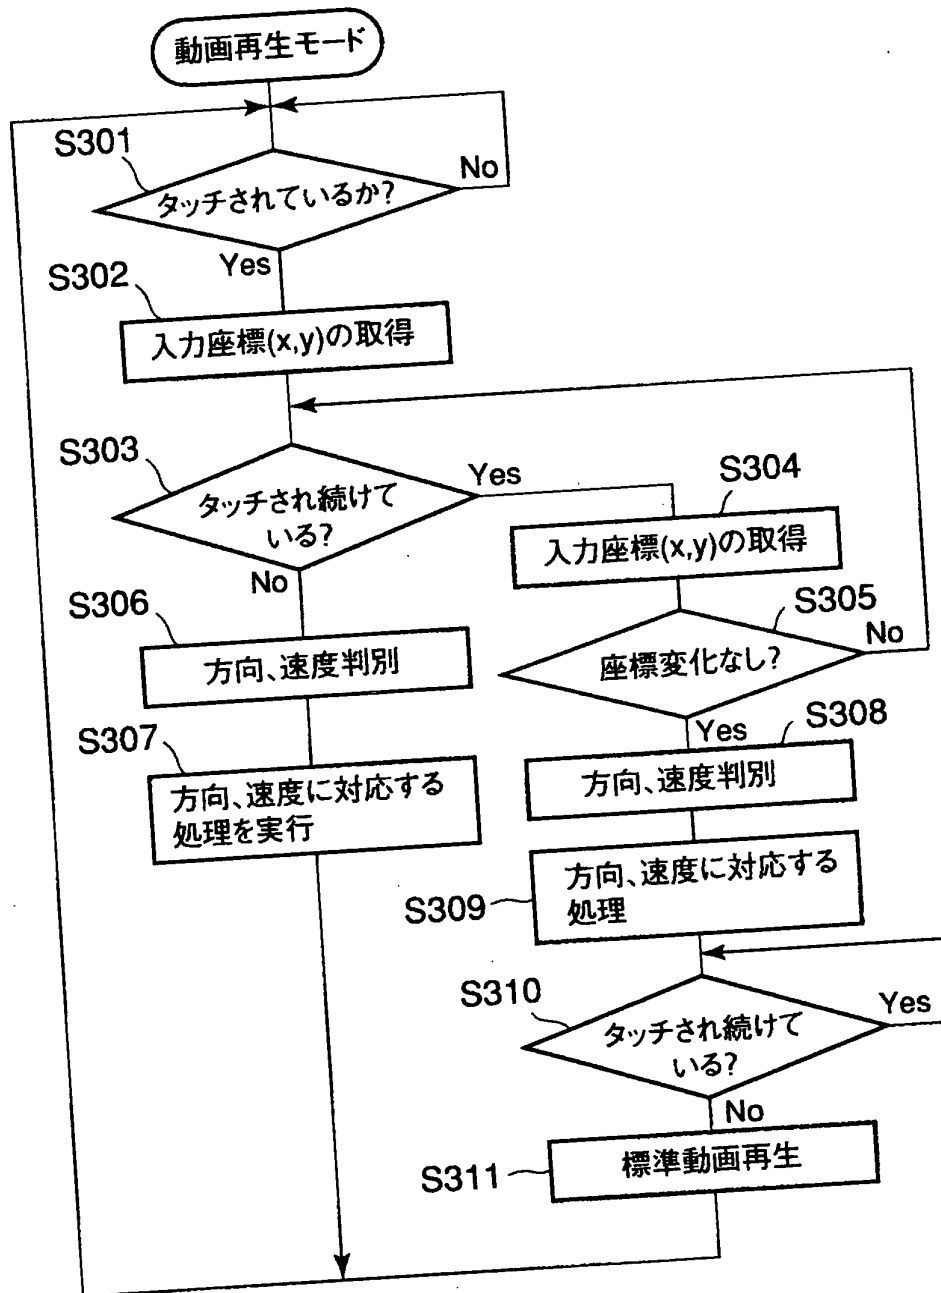 動画再生モード
S301
タッチされているか?
No
Yes
S302
入力座標(x,y)の取得
S303
タッチされ続けて
いる?
Yes
No
S304
入力座標(x,y)の取得
S305
座標変化なし?
No
Yes
S306
方向、速度判別
S307
方向、速度に対応する
処理を実行
S308
方向、速度判別
S309
方向、速度に対応する
処理
S310
タッチされ続けて
いる?
Yes
No
S311
標準動画再生